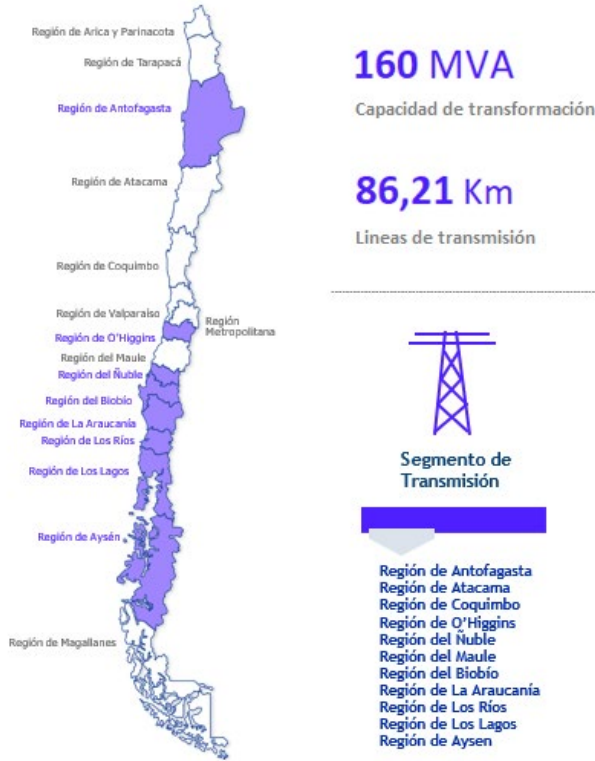 Región de Arica y Parinacota
Región de Tarapacá
Región de Antofagasta
Región de Atacama
Región de Coquimbo
Región de Valparaíso
Región
Metropolitana
Región de O'Higgins
Región del Maule
Región del Ñuble
Región del Biobío
Región de La Araucanía
Región de Los Ríos
Región de Los Lagos
Región de Aysén
Región de Magallanes
160 MVA
Capacidad de transformación
86,21 Km
Lineas de transmisión
Segmento de
Transmisión
Región de Antofagasta
Región de Atacama
Región de Coquimbo
Región de O'Higgins
Región del Ñuble
Región del Maule
Región del Biobío
Región de La Araucanía
Región de Los Ríos
Región de Los Lagos
Región de Aysen